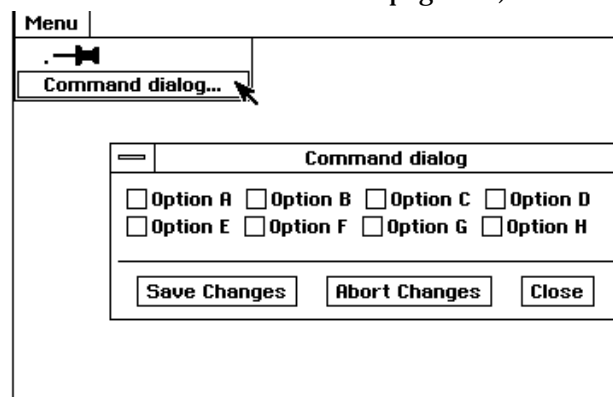 Menu
Command dialog...
Command dialog
Option A Option B Option C Option D
Option E Option F Option G Option H
Save Changes Abort Changes Close